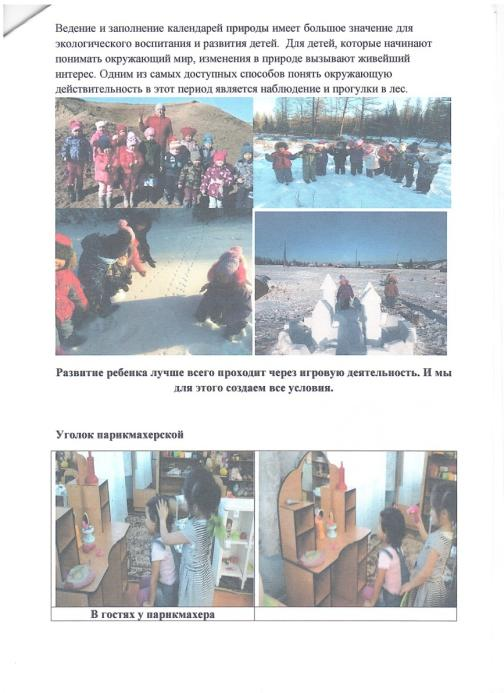 Ведение и заполнение календарей природы имеет большое значение для
экологического воспитания и развития детей. Для детей, которые начинают
понимать окружающий мир, изменения в природе вызывают живейший
интерес. Одним из самых доступных способов понять окружающую
действительность в этот период является наблюдение и прогулки в лес.
Развитие ребенка лучше всего проходит через игровую деятельность. И мы
для этого создаем все условия.
Уголок парикмахерской
В гостях у парикмахера